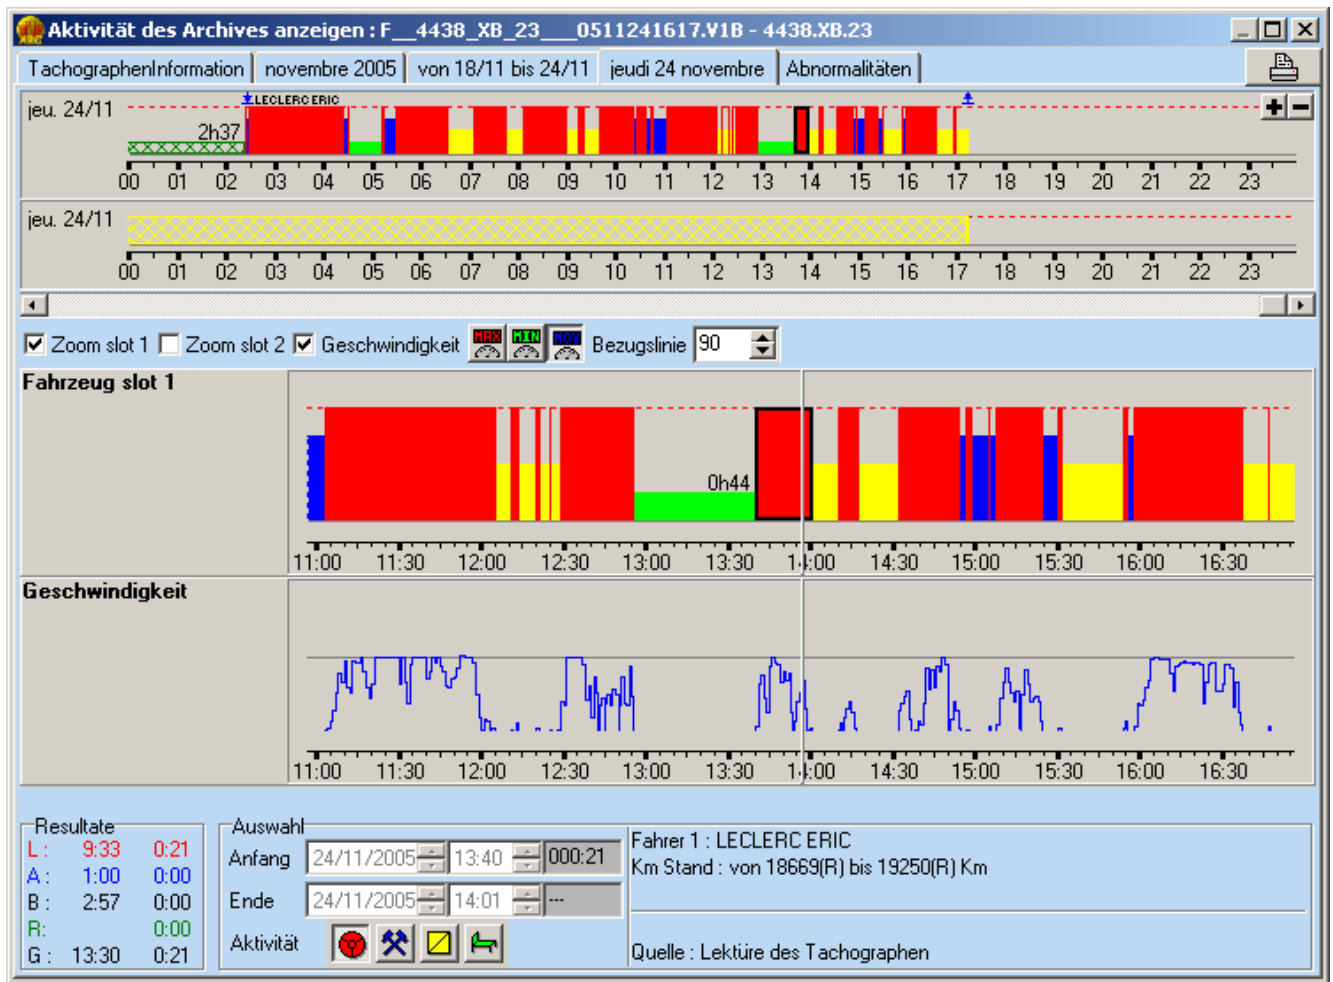 Aktivität des Archives anzeigen : F__4438_XB_23___0511241617.V1B - 4438.XB.23
TachographenInformation novembre 2005 von 18/11 bis 24/11 jeudi 24 novembre Abnormalitäten
LECLERC ERIC
jeu. 24/11
2h37
00 01 02 03 04 05 06 07 08 09 10 11 12 13 14 15 16 17 18 19 20 21 22 23
jeu. 24/11
00 01 02 03 04 05 06 07 08 09 10 11 12 13 14 15 16 17 18 19 20 21 22 23
Zoom slot 1 Zoom slot 2 Geschwindigkeit MAX MIN MOY Bezugslinie 90
Fahrzeug slot 1
0h44
11:00 11:30 12:00 12:30 13:00 13:30 14:00 14:30 15:00 15:30 16:00 16:30
Geschwindigkeit
11:00 11:30 12:00 12:30 13:00 13:30 14:00 14:30 15:00 15:30 16:00 16:30
Resultate
L : 9:33 0:21
A : 1:00 0:00
B : 2:57 0:00
R: 0:00
G : 13:30 0:21
Auswahl
Anfang 24/11/2005 13:40 000:21
Ende 24/11/2005 14:01 ---
Aktivität
Fahrer 1 : LECLERC ERIC
Km Stand : von 18669(R) bis 19250(R) Km
Quelle : Lektüre des Tachographen